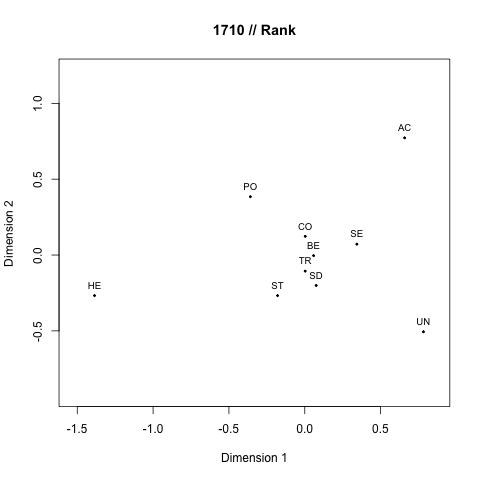 1710 // Rank
AC
PO
CO
SE
BE
TR
SD
HE
ST
UN
1.0
0.5
0.0
-0.5
Dimension 2
-1.5 -1.0 -0.5 0.0 0.5
Dimension 1